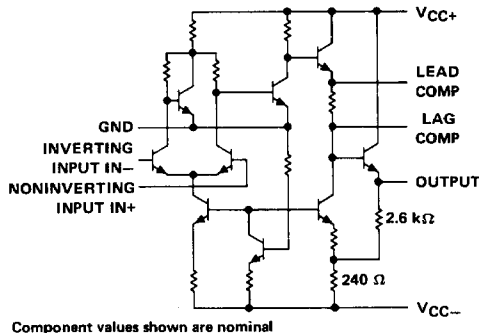 VCC+
LEAD
COMP
LAG
COMP
GND
INVERTING
INPUT IN−
NONINVERTING
INPUT IN+
OUTPUT
2.6 kΩ
240 Ω
VCC−
Component values shown are nominal